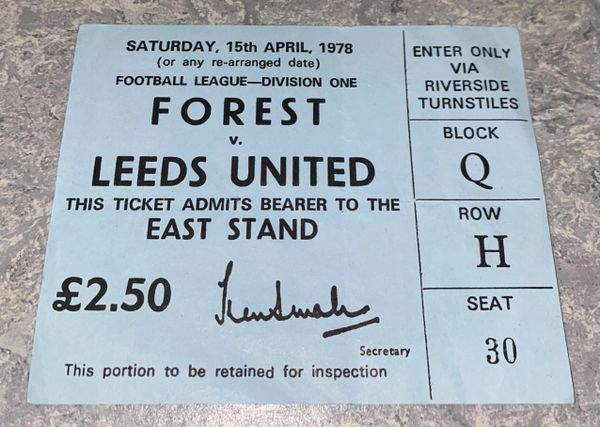 SATURDAY, 15th APRIL, 1978
(or any re-arranged date)
FOOTBALL LEAGUE—DIVISION ONE
FOREST
v.
LEEDS UNITED
THIS TICKET ADMITS BEARER TO THE
EAST STAND
£2.50
Secretary
This portion to be retained for inspection
ENTER ONLY
VIA
RIVERSIDE
TURNSTILES
BLOCK
Q
ROW
H
SEAT
30